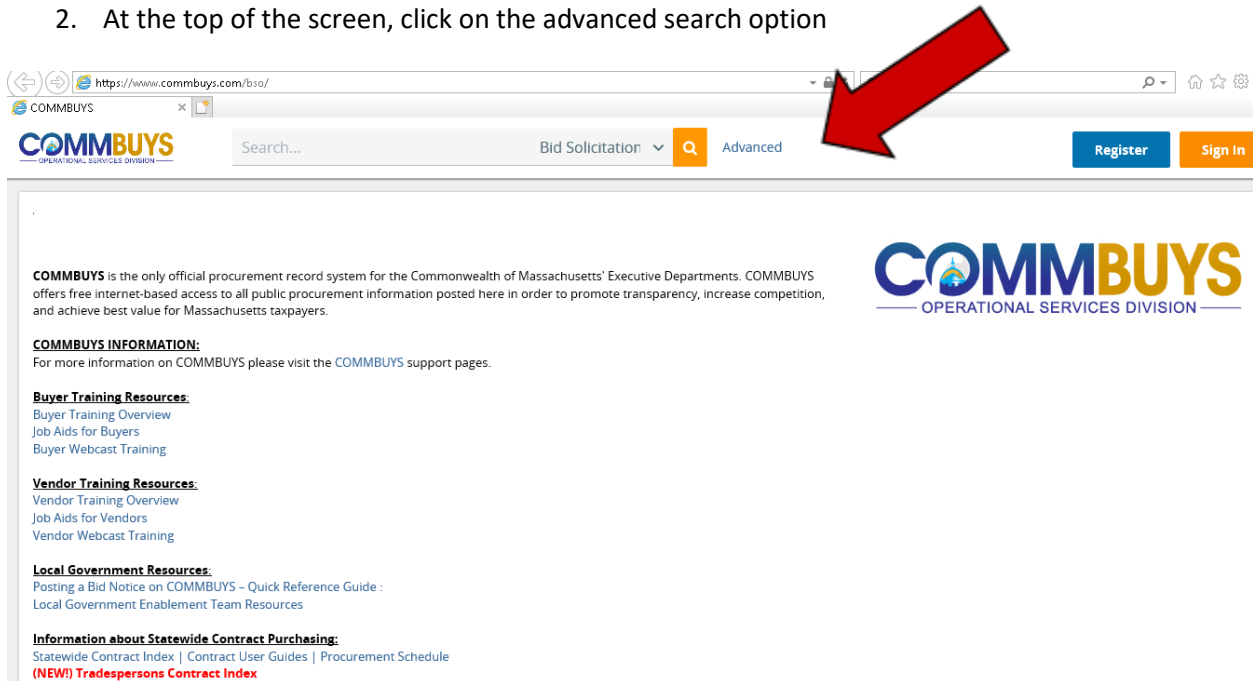 2. At the top of the screen, click on the advanced search option
https://www.commbuys.com/bso/
COMMBUYS
COMMBUYS
OPERATIONAL SERVICES DIVISION
Search...
Bid Solicitation
Advanced
Register
Sign In
COMMBUYS
OPERATIONAL SERVICES DIVISION
COMMBUYS is the only official procurement record system for the Commonwealth of Massachusetts' Executive Departments. COMMBUYS
offers free internet-based access to all public procurement information posted here in order to promote transparency, increase competition,
and achieve best value for Massachusetts taxpayers.
COMMBUYS INFORMATION:
For more information on COMMBUYS please visit the COMMBUYS support pages.
Buyer Training Resources:
Buyer Training Overview
Job Aids for Buyers
Buyer Webcast Training
Vendor Training Resources:
Vendor Training Overview
Job Aids for Vendors
Vendor Webcast Training
Local Government Resources:
Posting a Bid Notice on COMMBUYS – Quick Reference Guide :
Local Government Enablement Team Resources
Information about Statewide Contract Purchasing:
Statewide Contract Index | Contract User Guides | Procurement Schedule
(NEW!) Tradespersons Contract Index